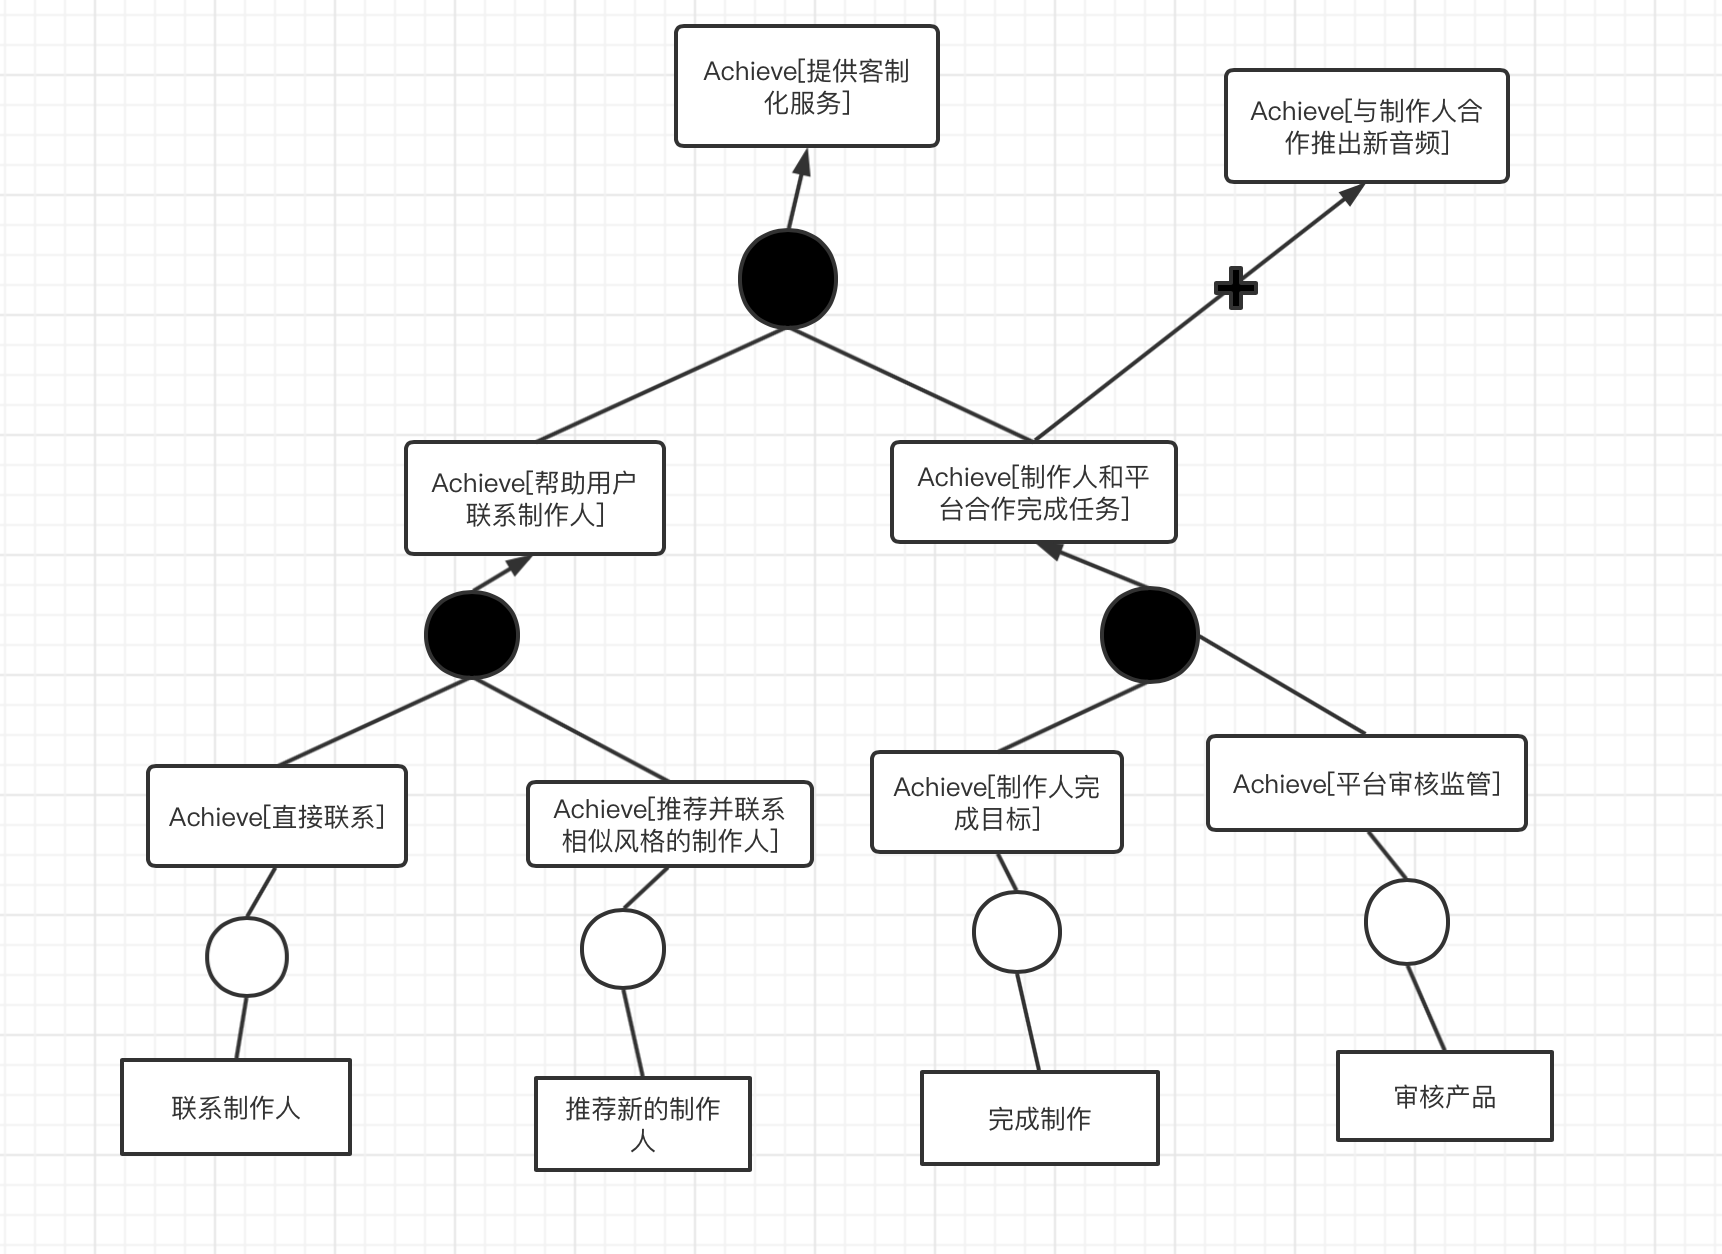 Achieve[提供客制
化服务]
Achieve[与制作人合
作推出新音频]
Achieve[帮助用户
联系制作人]
Achieve[制作人和平
台合作完成任务]
Achieve[直接联系]
Achieve[推荐并联系
相似风格的制作人]
Achieve[制作人完
成目标]
Achieve[平台审核监管]
联系制作人
推荐新的制作
人
完成制作
审核产品